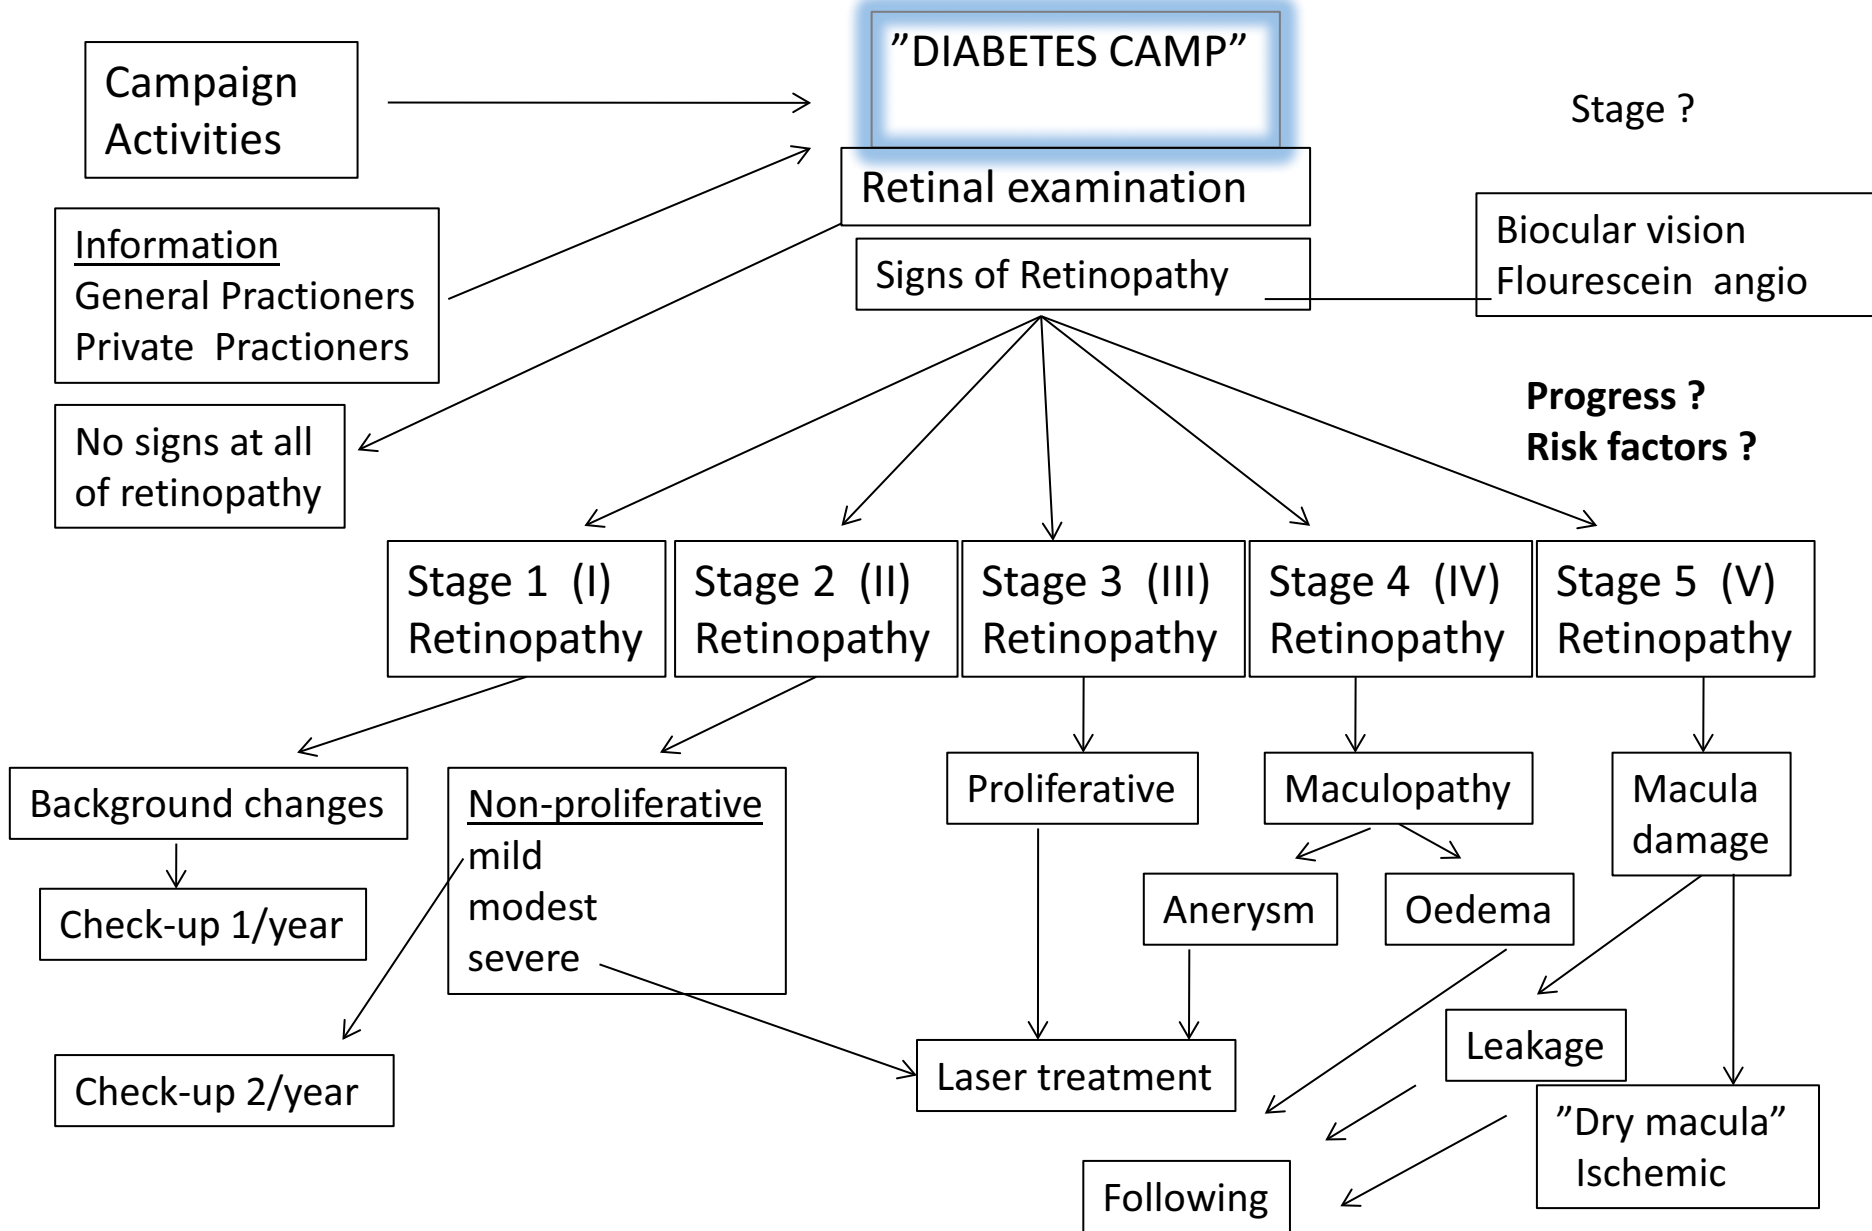 ”DIABETES CAMP”
Campaign
Activities
Stage ?
Retinal examination
Information
General Practioners
Private Practioners
Signs of Retinopathy
Biocular vision
Flourescein angio
Progress ?
Risk factors ?
No signs at all
of retinopathy
Stage 1 (I)
Retinopathy
Stage 2 (II)
Retinopathy
Stage 3 (III)
Retinopathy
Stage 4 (IV)
Retinopathy
Stage 5 (V)
Retinopathy
Background changes
Non-proliferative
mild
modest
severe
Proliferative
Maculopathy
Macula
damage
Check-up 1/year
Anerysm
Oedema
Check-up 2/year
Laser treatment
Leakage
”Dry macula”
Ischemic
Following